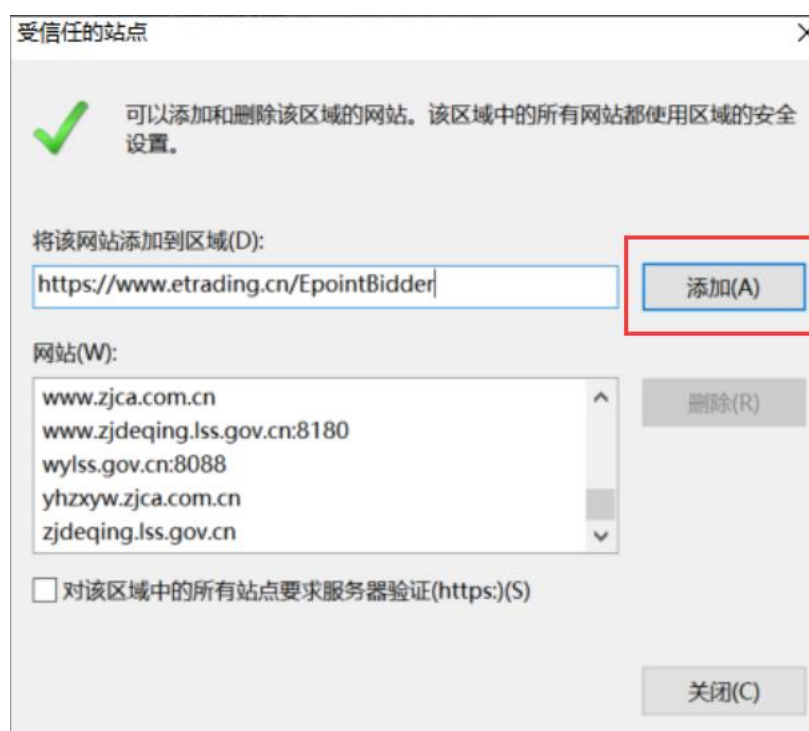 受信任的站点
可以添加和删除该区域的网站。该区域中的所有网站都使用区域的安全
设置。
将该网站添加到区域(D):
https://www.etrading.cn/EpointBidder
添加(A)
网站(W):
www.zjca.com.cn
删除(R)
www.zjdeqing.lss.gov.cn:8180
wylss.gov.cn:8088
yhzxyw.zjca.com.cn
zjdeqing.lss.gov.cn
对该区域中的所有站点要求服务器验证(https:)(S)
关闭(C)